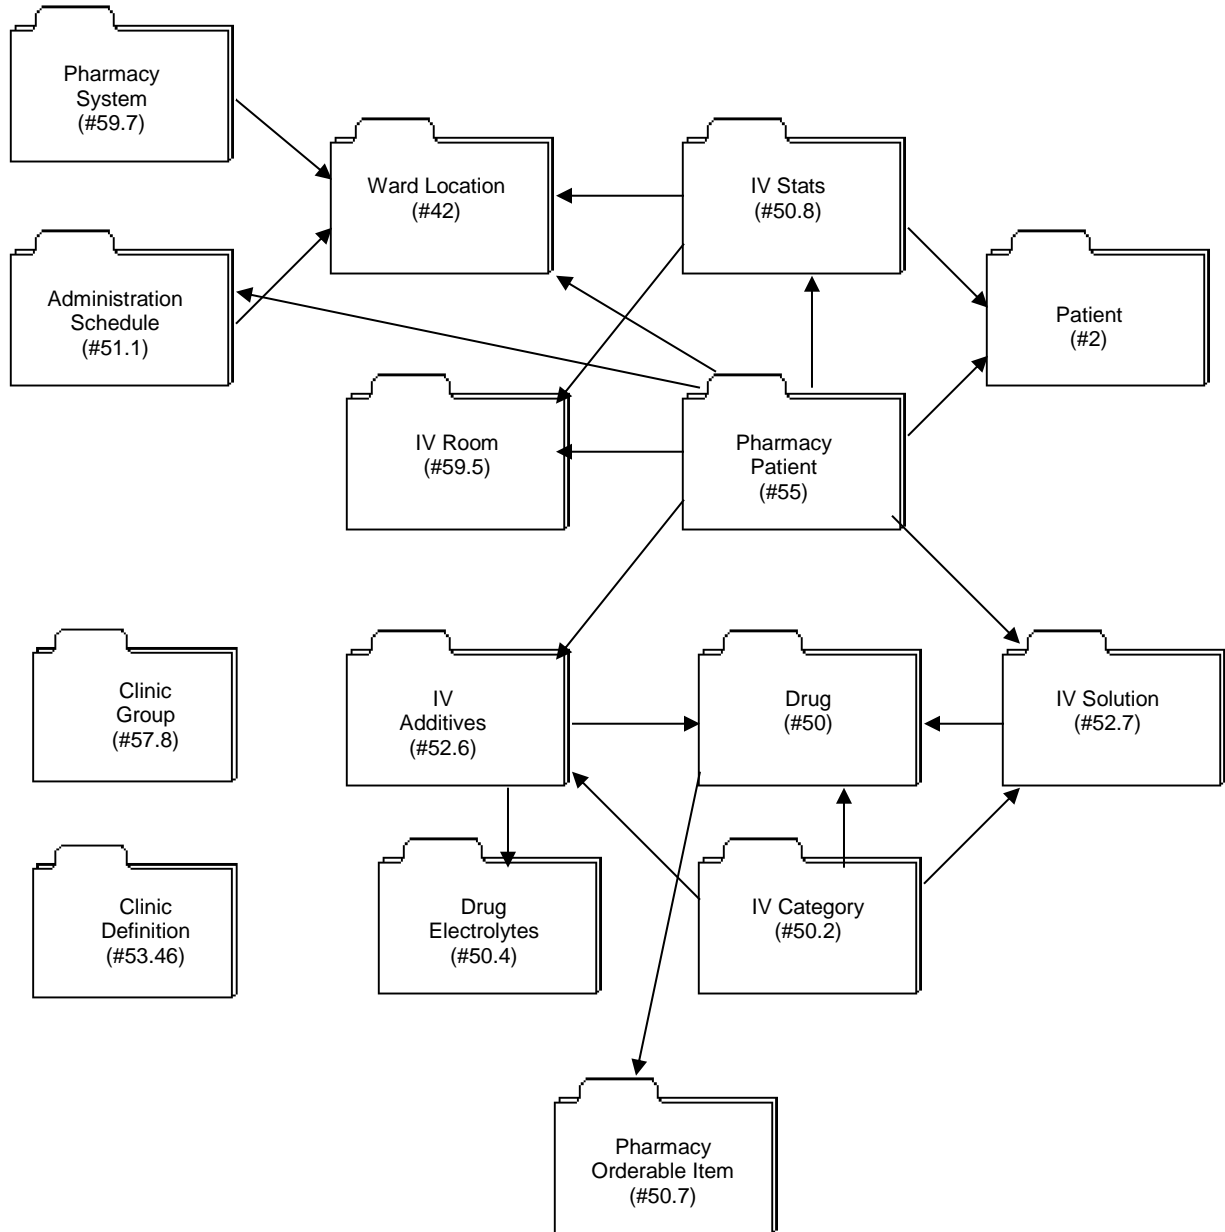 Pharmacy
System
(#59.7)
Ward Location
(#42)
IV Stats
(#50.8)
Administration
Schedule
(#51.1)
Patient
(#2)
IV Room
(#59.5)
Pharmacy
Patient
(#55)
Clinic
Group
(#57.8)
IV
Additives
(#52.6)
Drug
(#50)
IV Solution
(#52.7)
Clinic
Definition
(#53.46)
Drug
Electrolytes
(#50.4)
IV Category
(#50.2)
Pharmacy
Orderable Item
(#50.7)